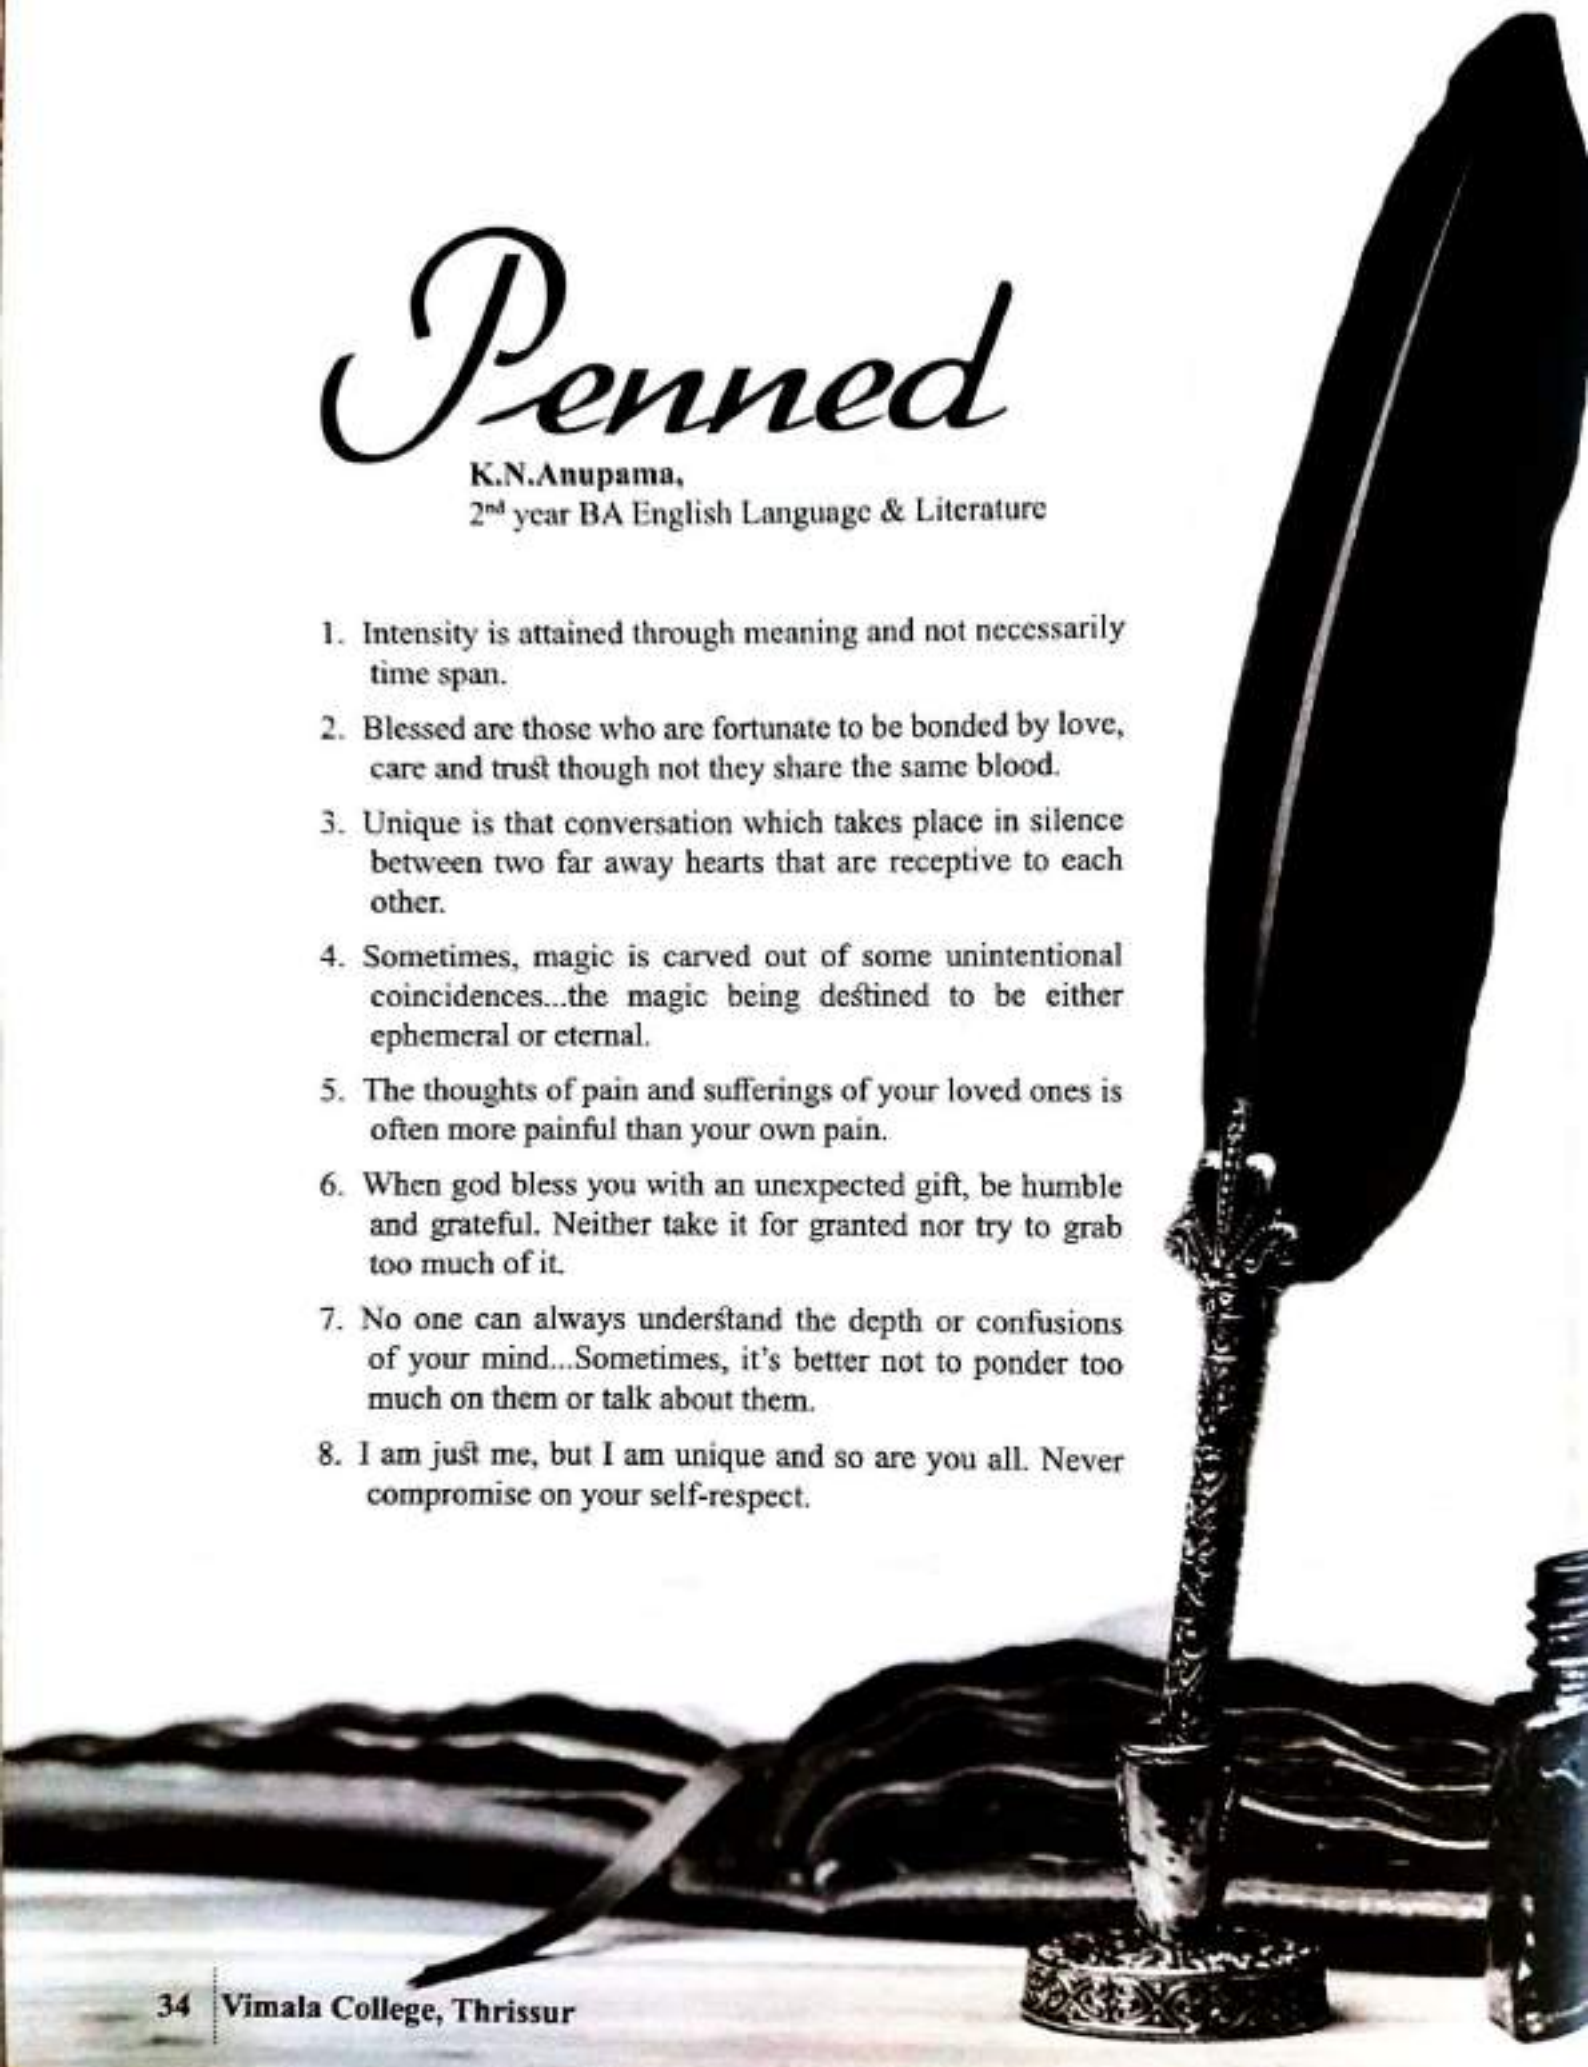 Penned
K.N.Anupama,
2nd year BA English Language & Literature
1. Intensity is attained through meaning and not necessarily
time span.
2. Blessed are those who are fortunate to be bonded by love,
care and trust though not they share the same blood.
3. Unique is that conversation which takes place in silence
between two far away hearts that are receptive to each
other.
4. Sometimes, magic is carved out of some unintentional
coincidences...the magic being destined to be either
ephemeral or eternal.
5. The thoughts of pain and sufferings of your loved ones is
often more painful than your own pain.
6. When god bless you with an unexpected gift, be humble
and grateful. Neither take it for granted nor try to grab
too much of it.
7. No one can always understand the depth or confusions
of your mind...Sometimes, it's better not to ponder too
much on them or talk about them.
8. I am just me, but I am unique and so are you all. Never
compromise on your self-respect.
34 Vimala College, Thrissur